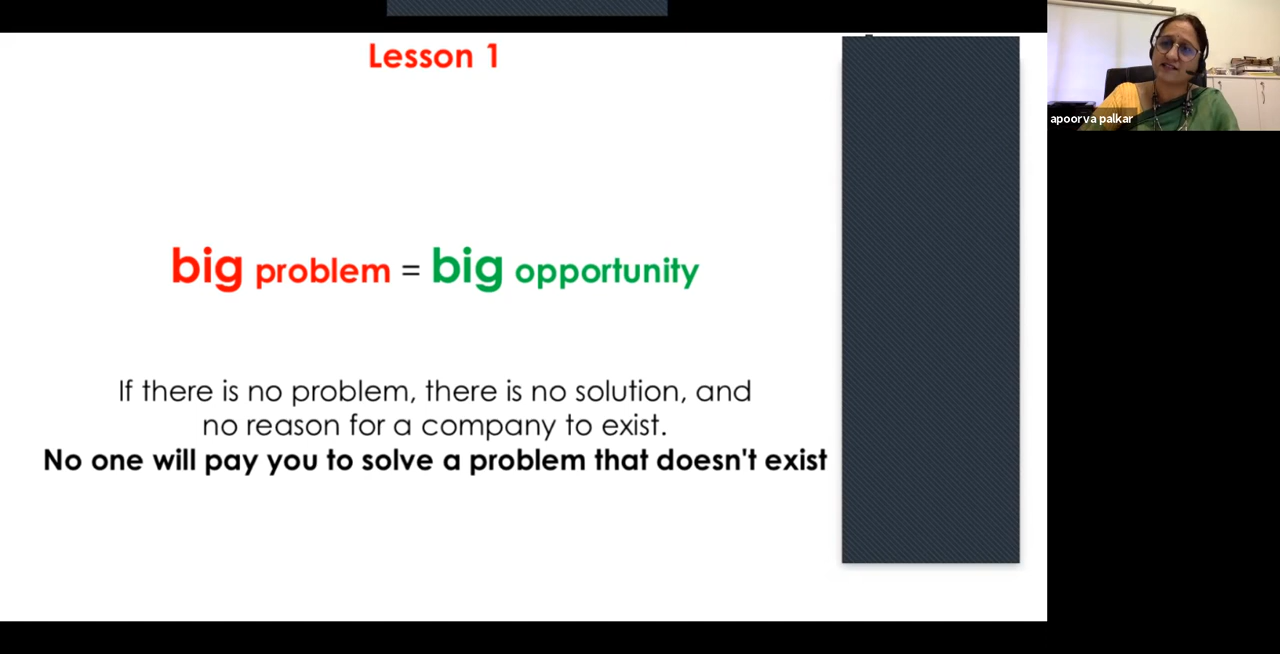 Lesson 1
big problem = big opportunity
If there is no problem, there is no solution, and
no reason for a company to exist.
No one will pay you to solve a problem that doesn't exist
apoorva palkar